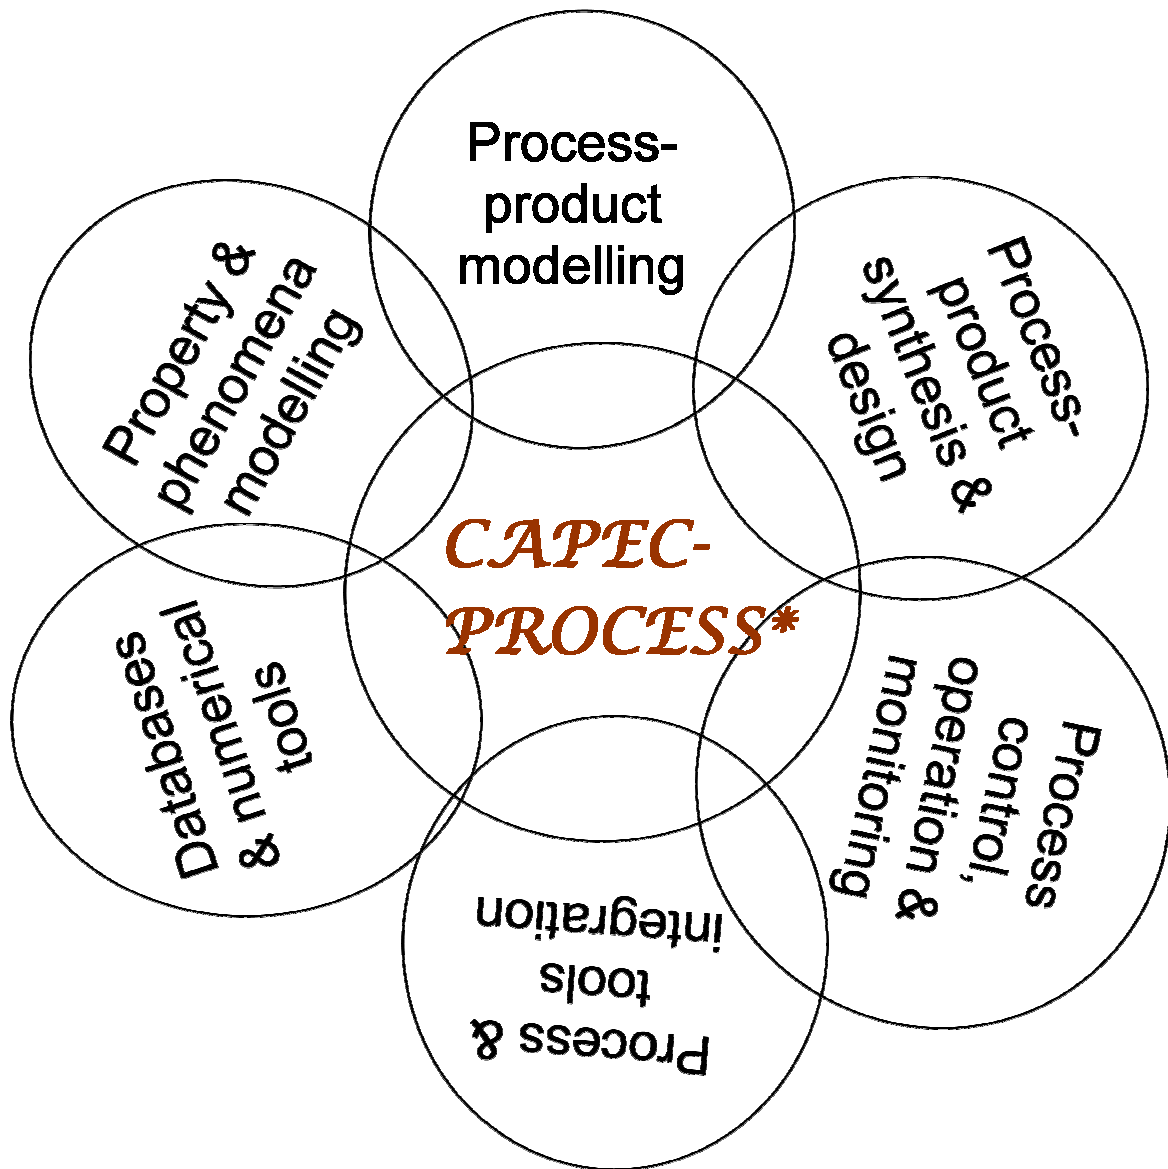 Process-
product
modelling
Process-
product
synthesis &
design
Process
control,
operation &
monitoring
Process &
tools
integration
Databases
& nummerical
tools
Property &
phenomena
modelling
CAPEC-
PROCESS*